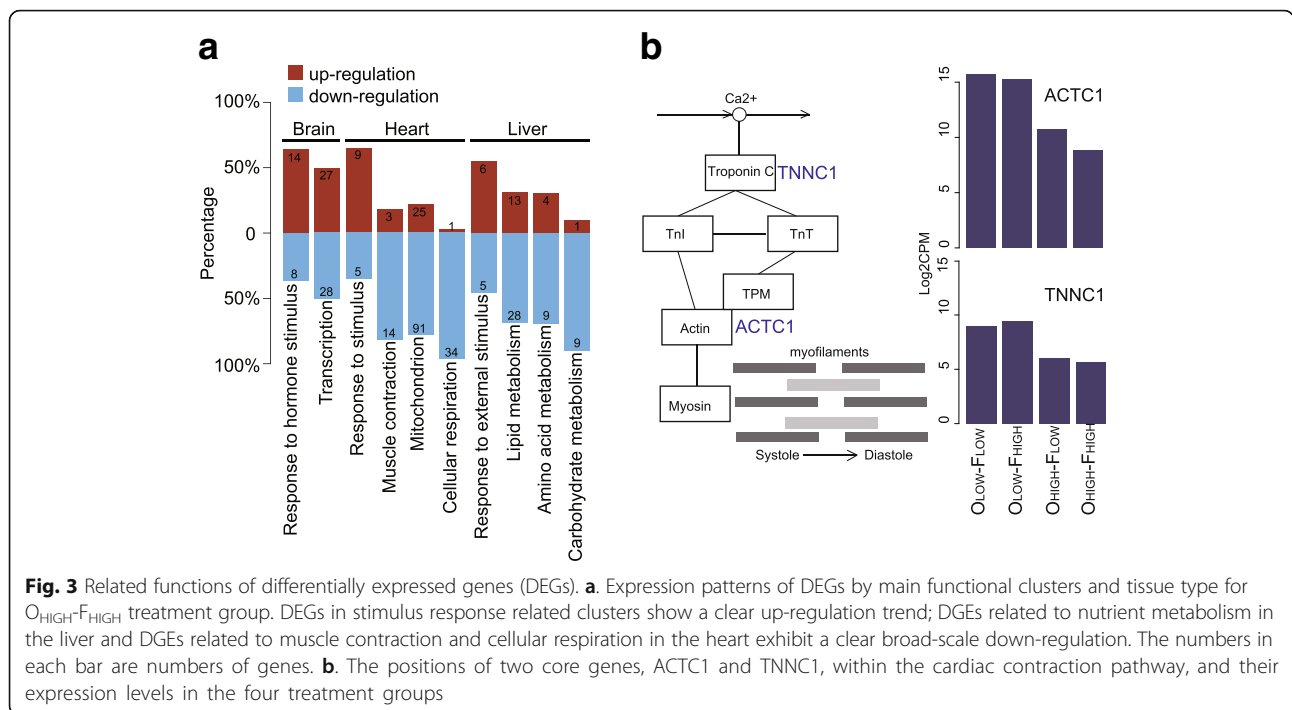 a
up-regulation
down-regulation
100%
50%
0
50%
100%
Percentage
Brain
Heart
Liver
14
27
9
3
25
1
6
13
4
1
8
28
5
14
91
34
5
28
9
9
Response to hormone stimulus
Transcription
Response to stimulus
Muscle contraction
Mitochondrion
Cellular respiration
Response to external stimulus
Lipid metabolism
Amino acid metabolism
Carbohydrate metabolism
b
Ca2+
Troponin C
TNNC1
TnI
TnT
TPM
Actin
ACTC1
Myosin
myofilaments
Systole
Diastole
Log2CPM
15
10
5
0
ACTC1
15
10
5
0
TNNC1
OLOW-FLOW
OLOW-FHIGH
OHIGH-FLOW
OHIGH-FHIGH
Fig. 3 Related functions of differentially expressed genes (DEGs). a. Expression patterns of DEGs by main functional clusters and tissue type for
OHIGH-FHIGH treatment group. DEGs in stimulus response related clusters show a clear up-regulation trend; DGEs related to nutrient metabolism in
the liver and DGEs related to muscle contraction and cellular respiration in the heart exhibit a clear broad-scale down-regulation. The numbers in
each bar are numbers of genes. b. The positions of two core genes, ACTC1 and TNNC1, within the cardiac contraction pathway, and their
expression levels in the four treatment groups